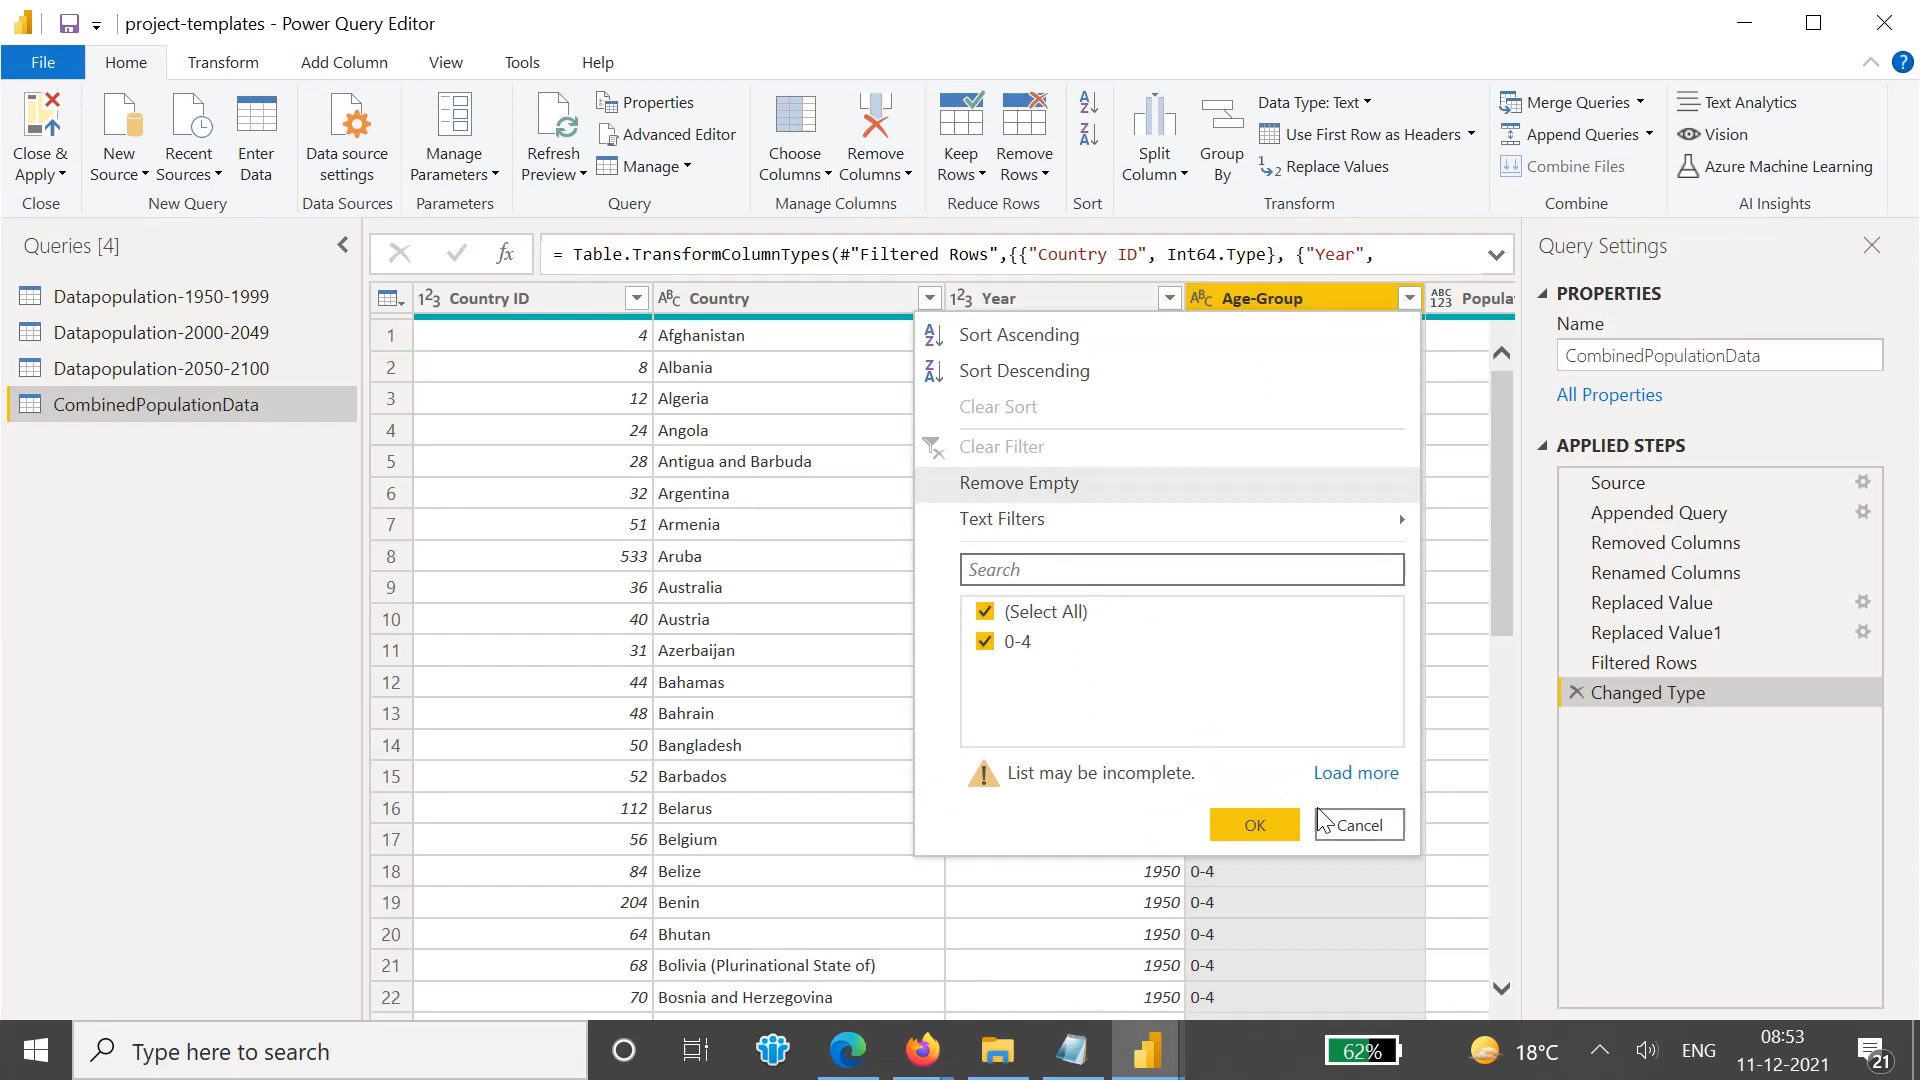 project-templates - Power Query Editor
File Home Transform Add Column View Tools Help
Close & Apply
Close
New Source
Recent Sources
Enter Data
New Query
Data source settings
Data Sources
Manage Parameters
Parameters
Refresh Preview
Properties
Advanced Editor
Manage
Query
Choose Columns
Remove Columns
Manage Columns
Keep Rows
Remove Rows
Reduce Rows
Sort
Split Column
Group By
Data Type: Text
Use First Row as Headers
Replace Values
Transform
Merge Queries
Append Queries
Combine Files
Combine
Text Analytics
Vision
Azure Machine Learning
AI Insights
Queries [4]
Datapopulation-1950-1999
Datapopulation-2000-2049
Datapopulation-2050-2100
CombinedPopulationData
fx = Table.TransformColumnTypes(#"Filtered Rows",{{"Country ID", Int64.Type}, {"Year",
123 Country ID ABC Country 123 Year ABC Age-Group ABC 123 Popula
1 4 Afghanistan
2 8 Albania
3 12 Algeria
4 24 Angola
5 28 Antigua and Barbuda
6 32 Argentina
7 51 Armenia
8 533 Aruba
9 36 Australia
10 40 Austria
11 31 Azerbaijan
12 44 Bahamas
13 48 Bahrain
14 50 Bangladesh
15 52 Barbados
16 112 Belarus
17 56 Belgium
18 84 Belize 1950 0-4
19 204 Benin 1950 0-4
20 64 Bhutan 1950 0-4
21 68 Bolivia (Plurinational State of) 1950 0-4
22 70 Bosnia and Herzegovina 1950 0-4
Sort Ascending
Sort Descending
Clear Sort
Clear Filter
Remove Empty
Text Filters
Search
(Select All)
0-4
List may be incomplete. Load more
OK Cancel
Query Settings
PROPERTIES
Name
CombinedPopulationData
All Properties
APPLIED STEPS
Source
Appended Query
Removed Columns
Renamed Columns
Replaced Value
Replaced Value1
Filtered Rows
Changed Type
Type here to search
62%
18°C
ENG
08:53
11-12-2021
21